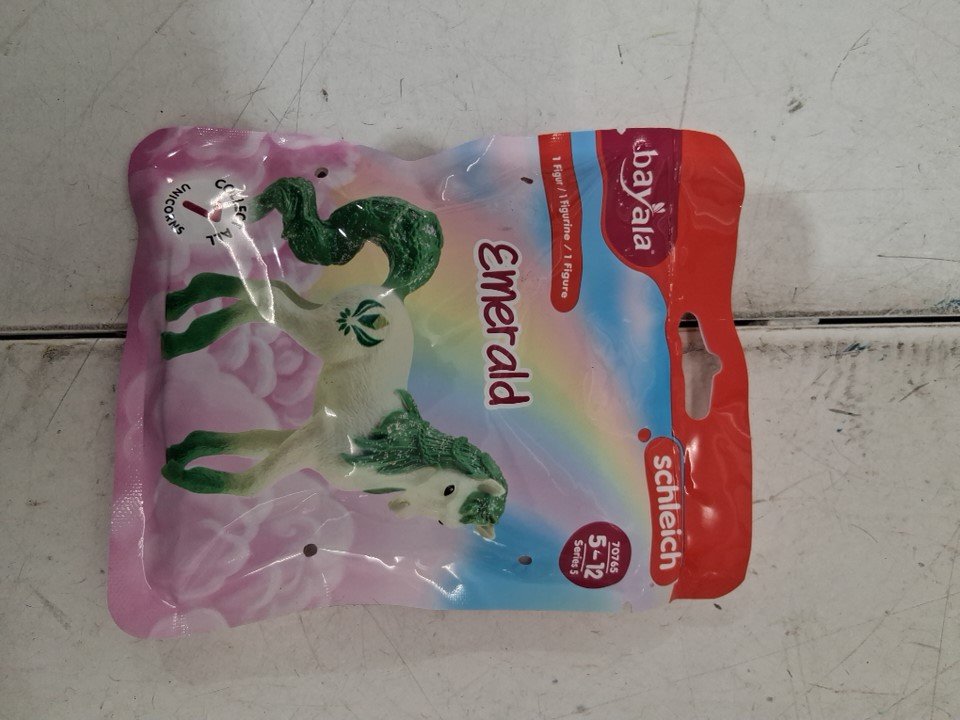 bayala
1 Figur / 1 Figurine / 1 Figure
schleich
Emerald
70765
5-12
Series 5
UNICORNS